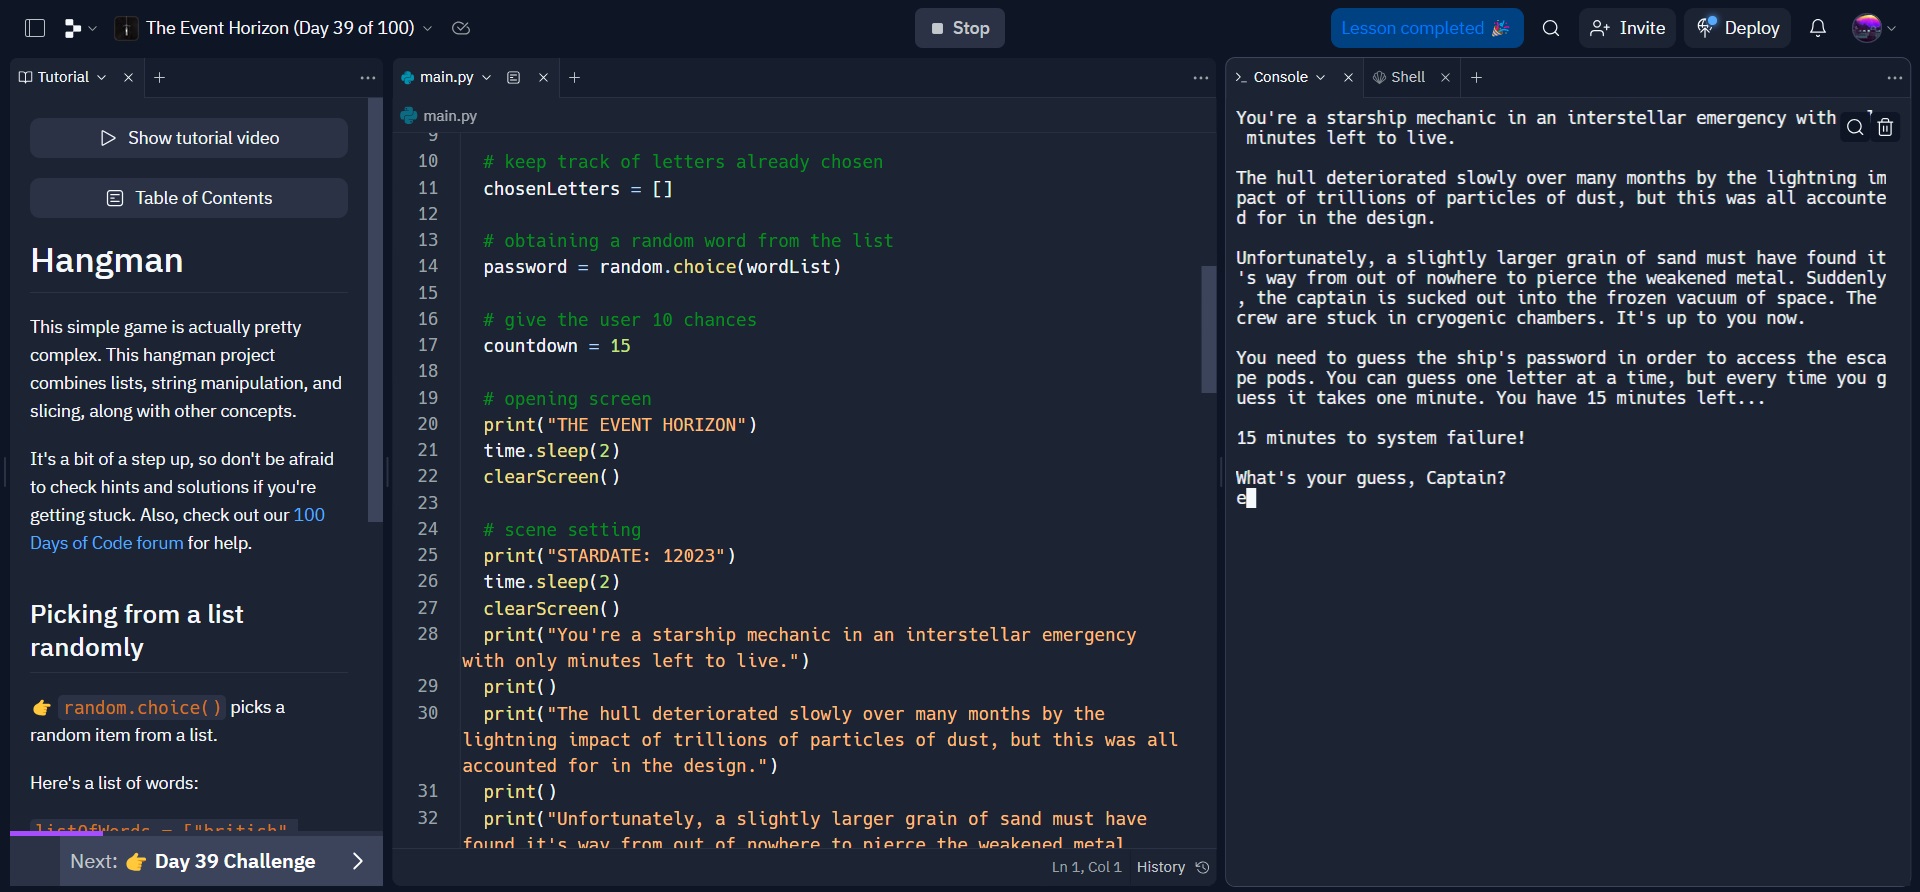 The Event Horizon (Day 39 of 100)
Stop
Lesson completed 🎉
Invite
Deploy
Tutorial
Show tutorial video
Table of Contents
Hangman
This simple game is actually pretty
complex. This hangman project
combines lists, string manipulation, and
slicing, along with other concepts.
It's a bit of a step up, so don't be afraid
to check hints and solutions if you're
getting stuck. Also, check out our 100
Days of Code forum for help.
Picking from a list
randomly
👉 random.choice() picks a
random item from a list.
Here's a list of words:
listOfWords = ["british"
Next: 👉 Day 39 Challenge
main.py
main.py
9
10 # keep track of letters already chosen
11 chosenLetters = []
12
13 # obtaining a random word from the list
14 password = random.choice(wordList)
15
16 # give the user 10 chances
17 countdown = 15
18
19 # opening screen
20 print("THE EVENT HORIZON")
21 time.sleep(2)
22 clearScreen()
23
24 # scene setting
25 print("STARDATE: 12023")
26 time.sleep(2)
27 clearScreen()
28 print("You're a starship mechanic in an interstellar emergency
with only minutes left to live.")
29 print()
30 print("The hull deteriorated slowly over many months by the
lightning impact of trillions of particles of dust, but this was all
accounted for in the design.")
31 print()
32 print("Unfortunately, a slightly larger grain of sand must have
found it's way from out of nowhere to pierce the weakened metal.
Ln 1, Col 1 History
Console
Shell
You're a starship mechanic in an interstellar emergency with
minutes left to live.
The hull deteriorated slowly over many months by the lightning im
pact of trillions of particles of dust, but this was all accounte
d for in the design.
Unfortunately, a slightly larger grain of sand must have found it
's way from out of nowhere to pierce the weakened metal. Suddenly
, the captain is sucked out into the frozen vacuum of space. The
crew are stuck in cryogenic chambers. It's up to you now.
You need to guess the ship's password in order to access the esca
pe pods. You can guess one letter at a time, but every time you g
uess it takes one minute. You have 15 minutes left...
15 minutes to system failure!
What's your guess, Captain?
e